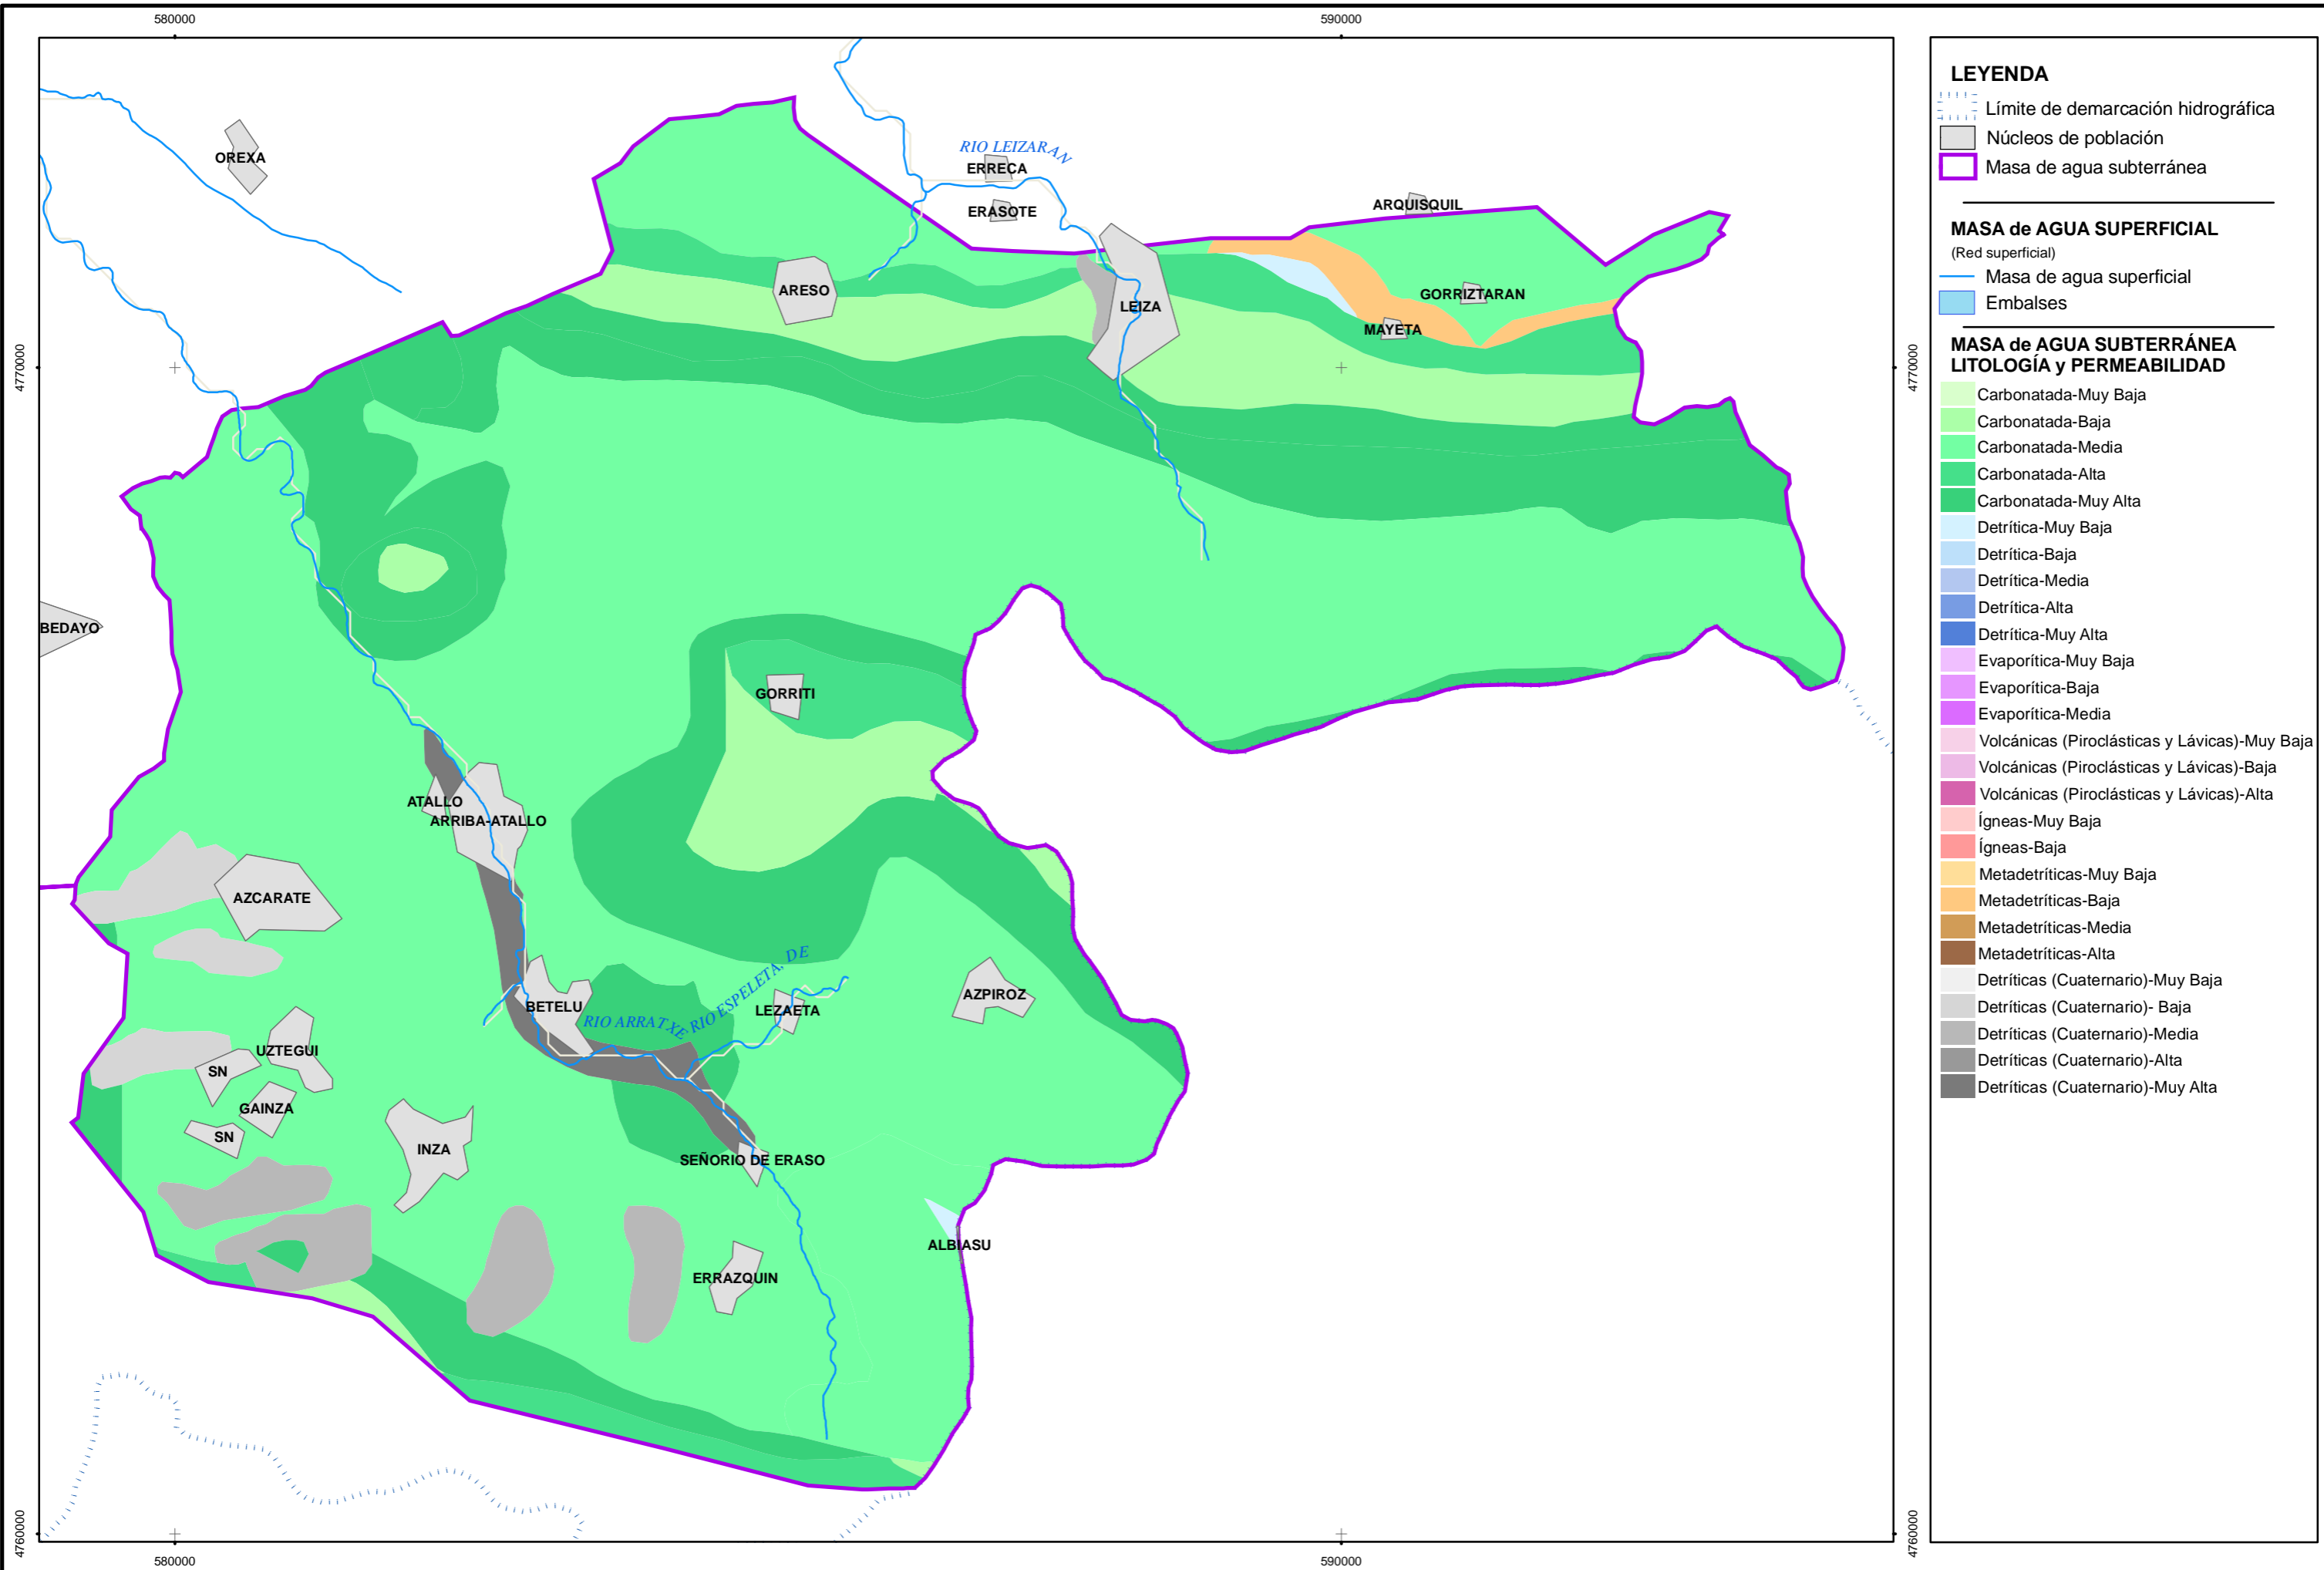 580000
590000
4770000
4770000
4760000
4760000
580000
590000
OREXA
RIO LEIZARAN
ERRECA
ERASOTE
ARQUISQUIL
ARESO
LEIZA
GORRIZTARAN
MAYETA
BEDAYO
GORRITI
ATALLO
ARRIBA-ATALLO
AZCARATE
BETELU
RIO ARRATXE-RIO ESPELETA, DE
LEZAETA
AZPIROZ
UZTEGUI
SN
GAINZA
SN
INZA
SEÑORIO DE ERASO
ALBIASU
ERRAZQUIN
LEYENDA
Límite de demarcación hidrográfica
Núcleos de población
Masa de agua subterránea
MASA de AGUA SUPERFICIAL
(Red superficial)
Masa de agua superficial
Embalses
MASA de AGUA SUBTERRÁNEA
LITOLOGÍA y PERMEABILIDAD
Carbonatada-Muy Baja
Carbonatada-Baja
Carbonatada-Media
Carbonatada-Alta
Carbonatada-Muy Alta
Detrítica-Muy Baja
Detrítica-Baja
Detrítica-Media
Detrítica-Alta
Detrítica-Muy Alta
Evaporítica-Muy Baja
Evaporítica-Baja
Evaporítica-Media
Volcánicas (Piroclásticas y Lávicas)-Muy Baja
Volcánicas (Piroclásticas y Lávicas)-Baja
Volcánicas (Piroclásticas y Lávicas)-Alta
Ígneas-Muy Baja
Ígneas-Baja
Metadetríticas-Muy Baja
Metadetríticas-Baja
Metadetríticas-Media
Metadetríticas-Alta
Detríticas (Cuaternario)-Muy Baja
Detríticas (Cuaternario)- Baja
Detríticas (Cuaternario)-Media
Detríticas (Cuaternario)-Alta
Detríticas (Cuaternario)-Muy Alta